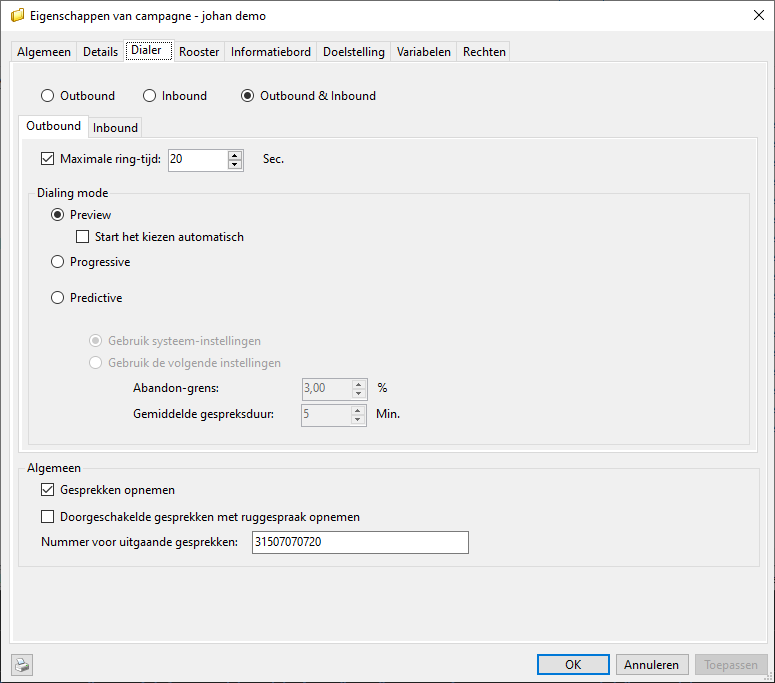 Eigenschappen van campagne - johan demo
Algemeen Details Dialer Rooster Informatiebord Doelstelling Variabelen Rechten
Outbound Inbound Outbound & Inbound
Outbound Inbound
Maximale ring-tijd: 20 Sec.
Dialing mode
Preview
Start het kiezen automatisch
Progressive
Predictive
Gebruik systeem-instellingen
Gebruik de volgende instellingen
Abandon-grens: 3,00 %
Gemiddelde gespreksduur: 5 Min.
Algemeen
Gesprekken opnemen
Doorgeschakelde gesprekken met ruggespraak opnemen
Nummer voor uitgaande gesprekken: 31507070720
OK Annuleren Toepassen